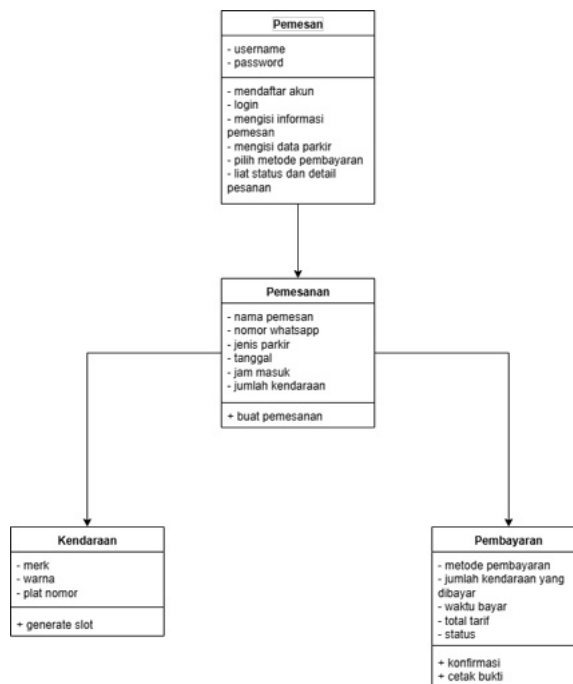 Pemesan
- username
- password
- mendaftar akun
- login
- mengisi informasi
pemesan
- mengisi data parkir
- pilih metode pembayaran
- liat status dan detail
pesanan
Pemesanan
- nama pemesan
- nomor whatsapp
- jenis parkir
- tanggal
- jam masuk
- jumlah kendaraan
+ buat pemesanan
Kendaraan
- merk
- warna
- plat nomor
+ generate slot
Pembayaran
- metode pembayaran
- jumlah kendaraan yang
dibayar
- waktu bayar
- total tarif
- status
+ konfirmasi
+ cetak bukti